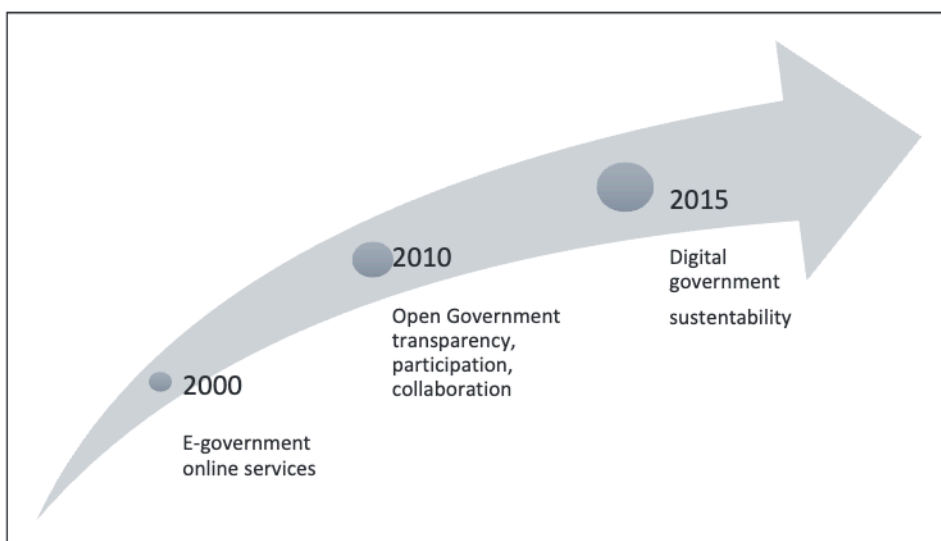 2000
E-government
online services
2010
Open Government
transparency,
participation,
collaboration
2015
Digital
government
sustentability